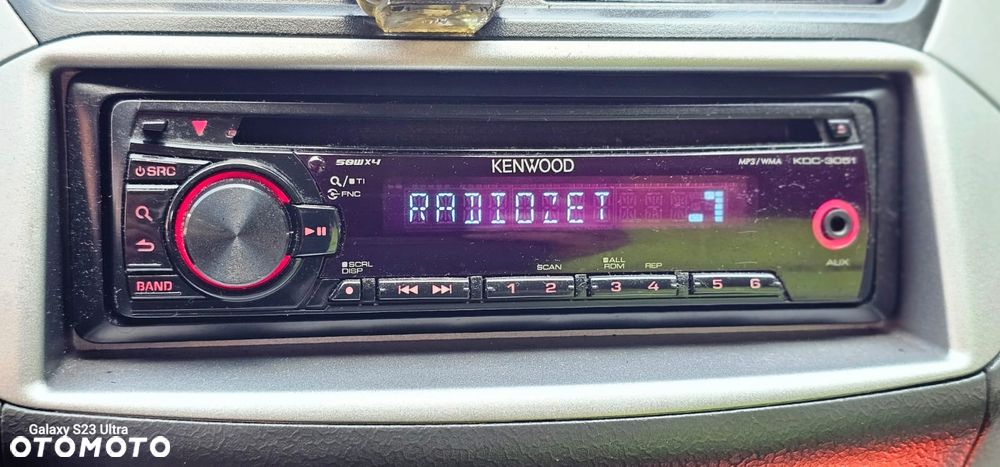 50WX4
KENWOOD
MP3/WMA KDC-3051
SRC
TI
FNC
RADIOZET
AUX
BAND
SCRL
DISP
SCAN
ALL
RDM
REP
1 2 3 4 5 6
Galaxy S23 Ultra
OTOMOTO